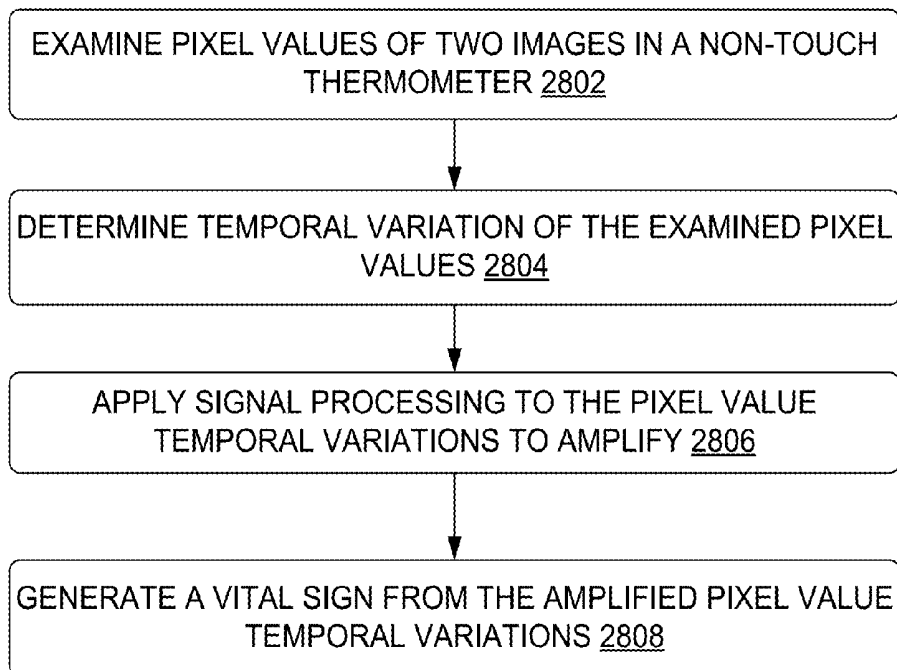 EXAMINE PIXEL VALUES OF TWO IMAGES IN A NON-TOUCH
THERMOMETER 2802
DETERMINE TEMPORAL VARIATION OF THE EXAMINED PIXEL
VALUES 2804
APPLY SIGNAL PROCESSING TO THE PIXEL VALUE
TEMPORAL VARIATIONS TO AMPLIFY 2806
GENERATE A VITAL SIGN FROM THE AMPLIFIED PIXEL VALUE
TEMPORAL VARIATIONS 2808